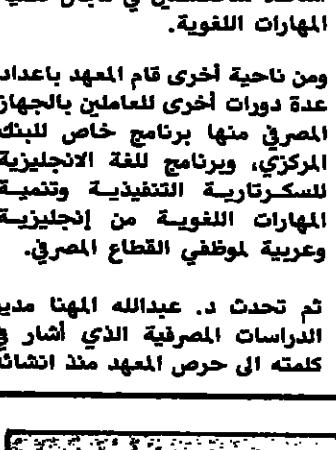 المهارات اللغوية.
ومن ناحية أخرى قام المعهد باعداد
عدة دورات أخرى للعاملين بالجهاز
المصرفي منها برنامج خاص للبنك
المركزي، وبرنامج للغة الانجليزية
للسكرتارية التنفيذية وتنمية
المهارات اللغوية من إنجليزية
وعربية لموظفي القطاع المصرفي.
ثم تحدث د. عبدالله المهنا مدير
الدراسات المصرفية الذي أشار في
كلمته الى حرص المعهد منذ انشائه